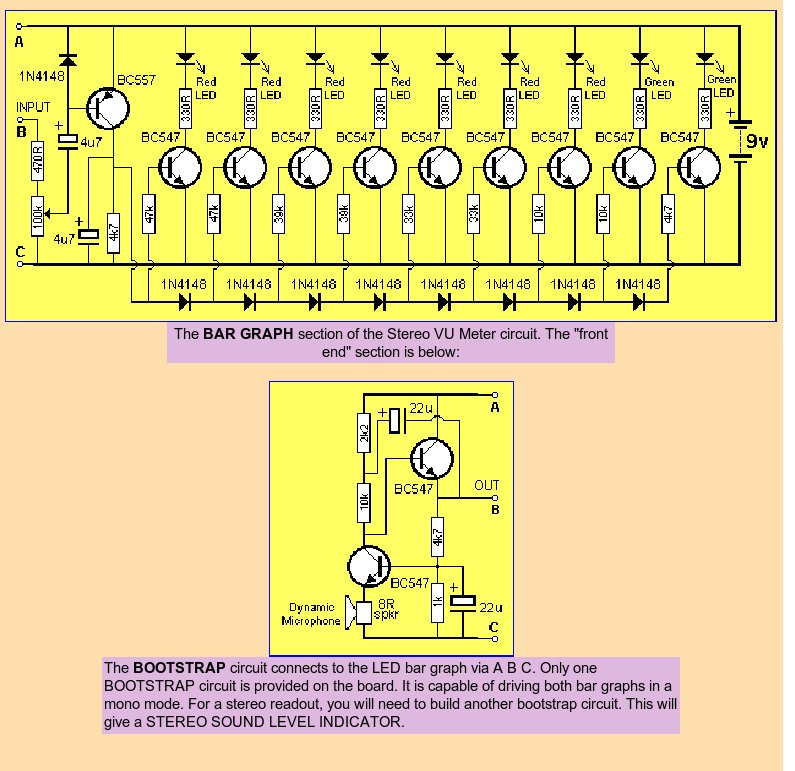 A
1N4148
BC557
INPUT
B
470R
100k
C
+
4u7
+
4u7
4k7
Red LED
Red LED
Red LED
Red LED
Red LED
Red LED
Red LED
Green LED
Green LED
330R 330R 330R 330R 330R 330R 330R 330R 330R
BC547 BC547 BC547 BC547 BC547 BC547 BC547 BC547 BC547
+
9v
47k 47k 39k 39k 33k 33k 10k 10k 4k7
1N4148 1N4148 1N4148 1N4148 1N4148 1N4148 1N4148 1N4148
The BAR GRAPH section of the Stereo VU Meter circuit. The "front
end" section is below:
A
+ 22u
2k2
BC547
10k
OUT
B
4k7
BC547
+
22u
1k
8R
spkr
Dynamic
Microphone
C
The BOOTSTRAP circuit connects to the LED bar graph via A B C. Only one
BOOTSTRAP circuit is provided on the board. It is capable of driving both bar graphs in a
mono mode. For a stereo readout, you will need to build another bootstrap circuit. This will
give a STEREO SOUND LEVEL INDICATOR.